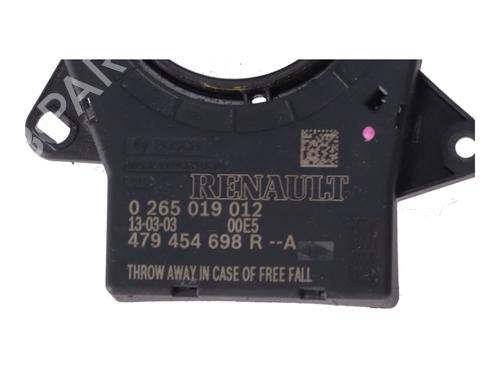 PARTS
RENAULT
0 265 019 012
13-03-03 00E5
479 454 698 R --A
THROW AWAY IN CASE OF FREE FALL